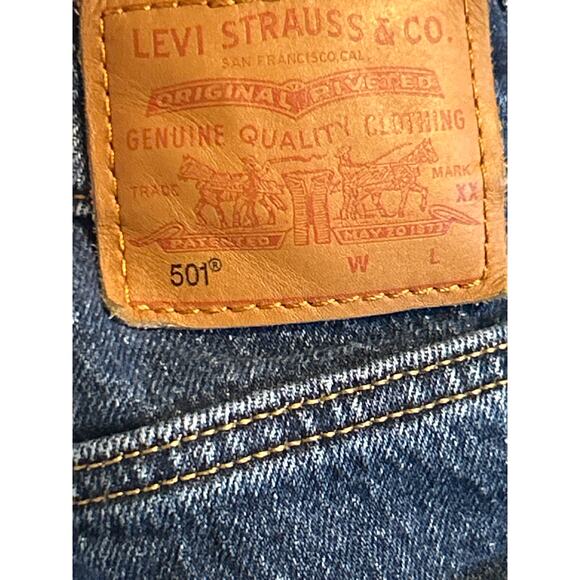 LEVI STRAUSS & CO.
SAN FRANCISCO, CAL.
ORIGINAL RIVETED
GENUINE QUALITY CLOTHING
TRADE MARK
XX
PATENTED MAY 20 1873
501® W L